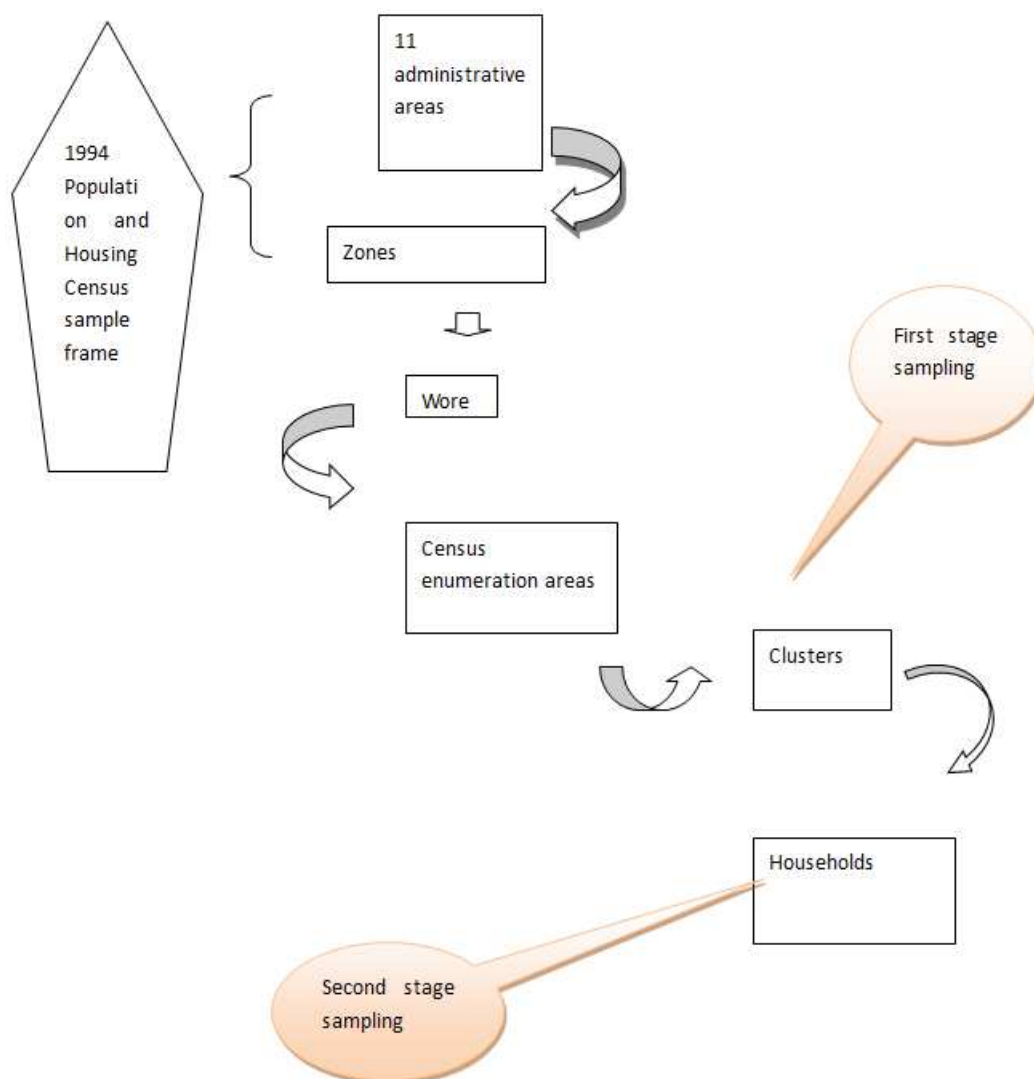 11
administrative
areas
1994
Populati
on and
Housing
Census
sample
frame
Zones
First stage
sampling
Wore
Census
enumeration areas
Clusters
Households
Second stage
sampling